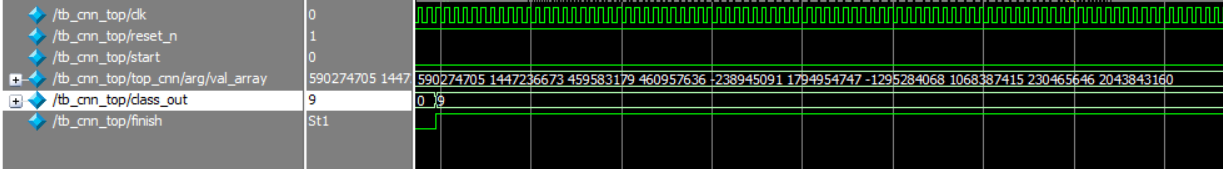 /tb_cnn_top/clk 0
/tb_cnn_top/reset_n 1
/tb_cnn_top/start 0
/tb_cnn_top/top_cnn/arg/val_array 590274705 1447 590274705 1447236673 459583179 460957636 -238945091 1794954747 -1295284068 1068387415 230465646 2043843160
/tb_cnn_top/class_out 9 0 9
/tb_cnn_top/finish St1